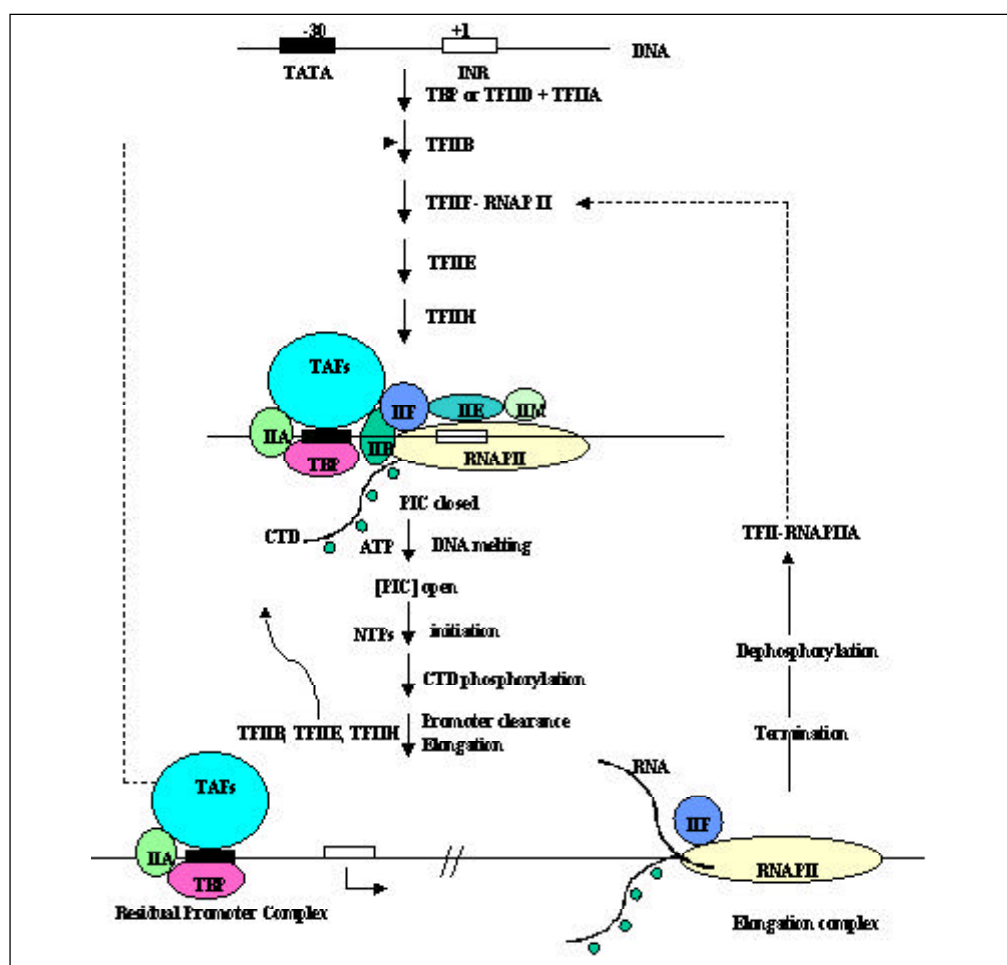 -30 +1
DNA
TATA INR
TBP or TFIID + TFIIA
TFIIB
TFIIF - RNAP II
TFIIE
TFIIH
TAFs
IIF IIE IIM
IIA IIB
TBP RNAPII
PIC closed
CTD ATP DNA melting
TFII-RNAPIIA
[PIC] open
NTPs initiation
Dephosphorylation
CTD phosphorylation
TFIIB, TFIIE, TFIIH Promoter clearance
Elongation
Termination
RNA
TAFs
IIF
IIA
TBP RNAPII
Residual Promoter Complex Elongation complex